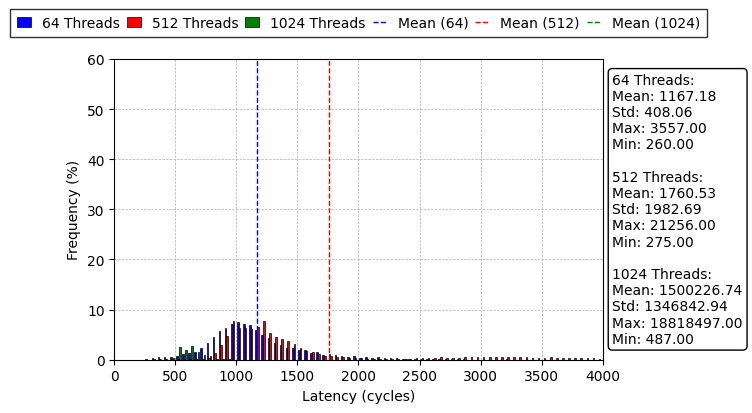 64 Threads 512 Threads 1024 Threads Mean (64) Mean (512) Mean (1024)
Frequency (%)
60
50
40
30
20
10
0
0 500 1000 1500 2000 2500 3000 3500 4000
Latency (cycles)
64 Threads:
Mean: 1167.18
Std: 408.06
Max: 3557.00
Min: 260.00
512 Threads:
Mean: 1760.53
Std: 1982.69
Max: 21256.00
Min: 275.00
1024 Threads:
Mean: 1500226.74
Std: 1346842.94
Max: 18818497.00
Min: 487.00